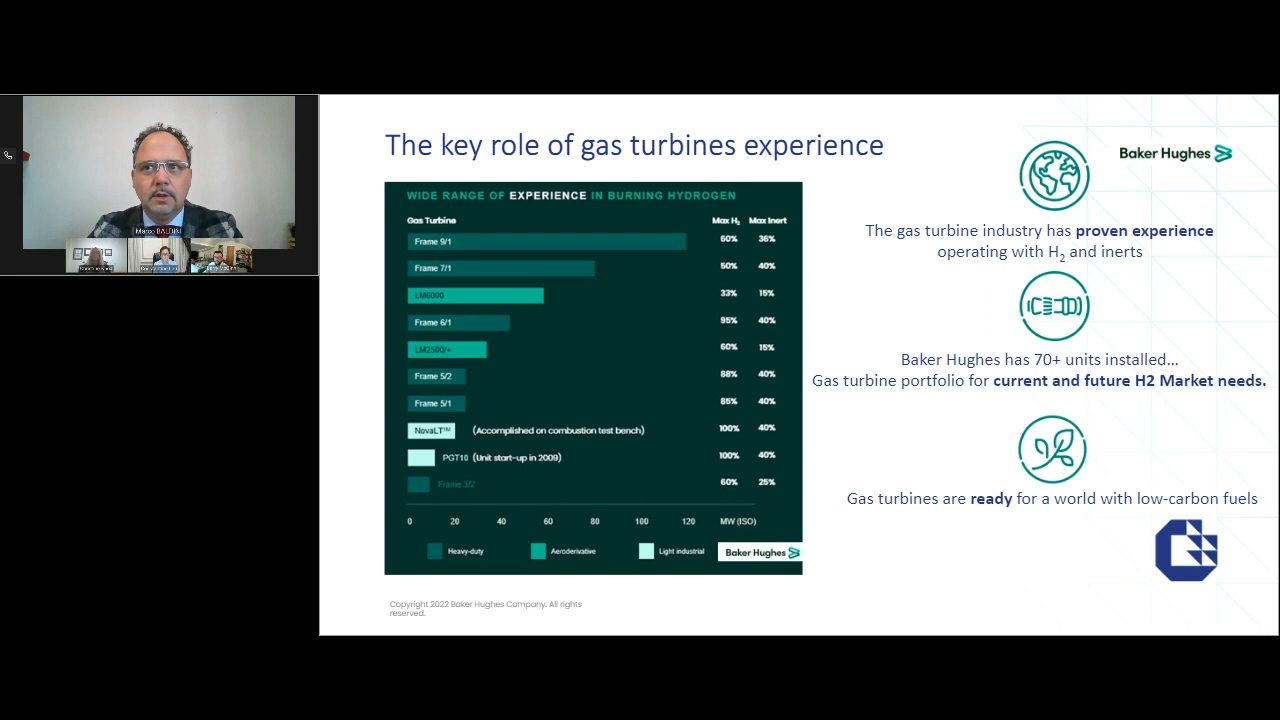 Marco BALDINI
The key role of gas turbines experience
WIDE RANGE OF EXPERIENCE IN BURNING HYDROGEN
Gas Turbine Max H₂ Max Inert
Frame 9/1 60% 36%
Frame 7/1 50% 40%
LM6000 33% 15%
Frame 6/1 95% 40%
LM2500/+ 60% 15%
Frame 5/2 88% 40%
Frame 5/1 85% 40%
NovaLT™ (Accomplished on combustion test bench) 100% 40%
PGT10 (Unit start-up in 2009) 100% 40%
Frame 3/2 60% 25%
0 20 40 60 80 100 120 MW (ISO)
Heavy-duty Aeroderivative Light industrial Baker Hughes
Copyright 2022 Baker Hughes Company. All rights
reserved.
Baker Hughes
The gas turbine industry has proven experience
operating with H₂ and inerts
Baker Hughes has 70+ units installed…
Gas turbine portfolio for current and future H2 Market needs.
Gas turbines are ready for a world with low-carbon fuels